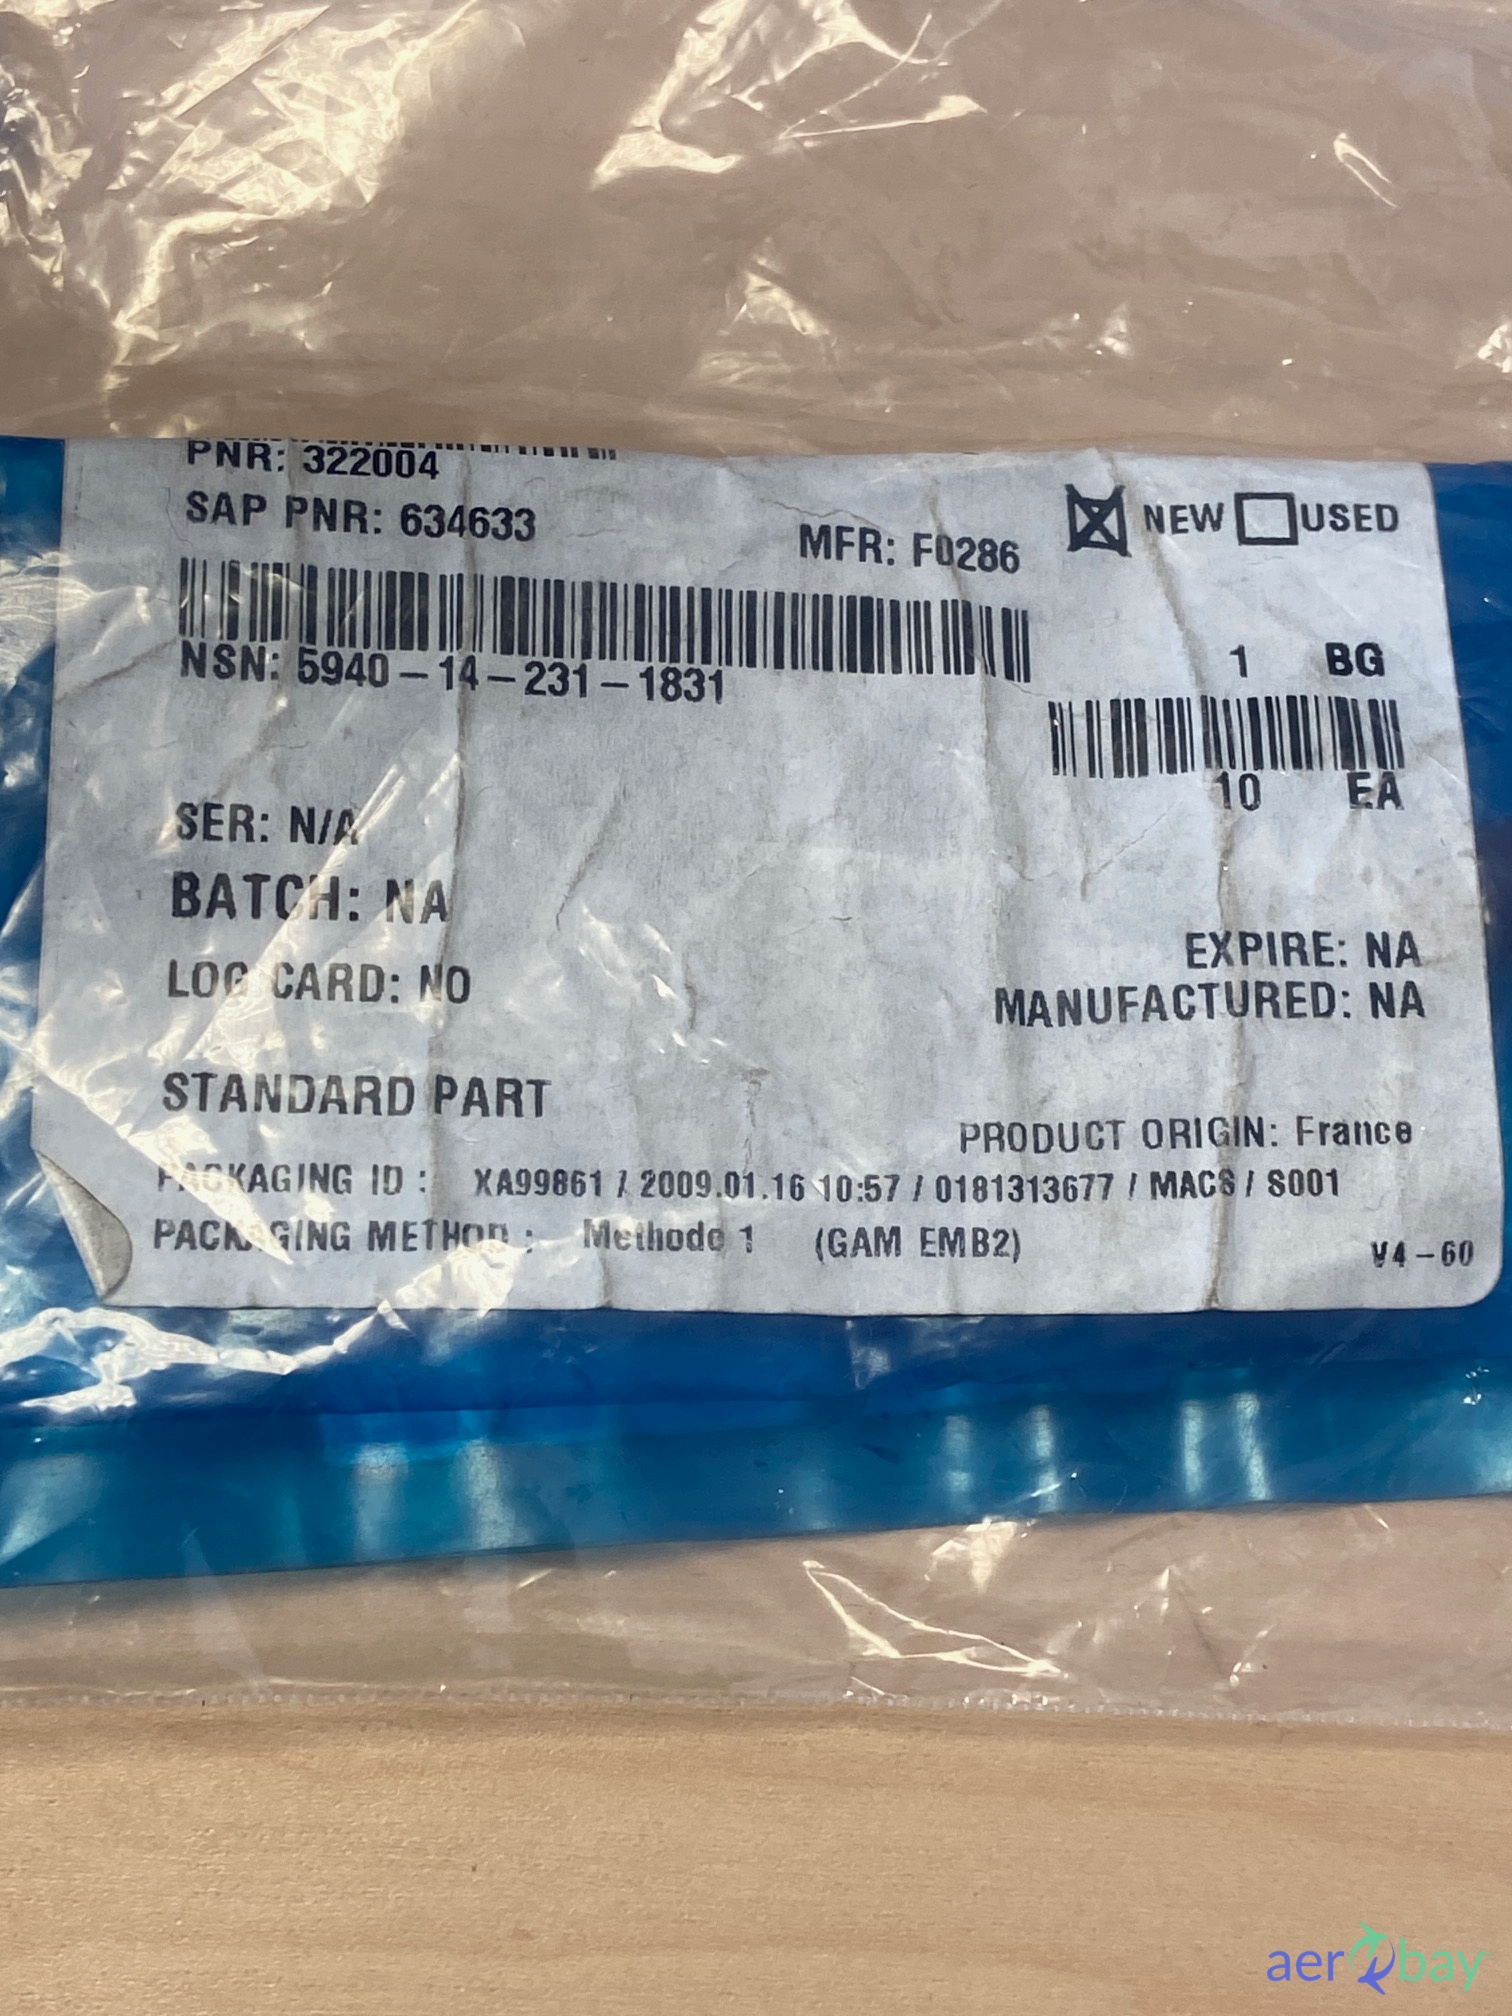 PNR: 322004
SAP PNR: 634633
MFR: F0286
NEW USED
NSN: 5940-14-231-1831
1 BG
10 EA
SER: N/A
BATCH: NA
LOG CARD: NO
EXPIRE: NA
MANUFACTURED: NA
STANDARD PART
PRODUCT ORIGIN: France
PACKAGING ID : XA99861 / 2009.01.16 10:57 / 0181313677 / MACS / S001
PACKAGING METHOD : Methode 1 (GAM EMB2)
V4-60
aerobay